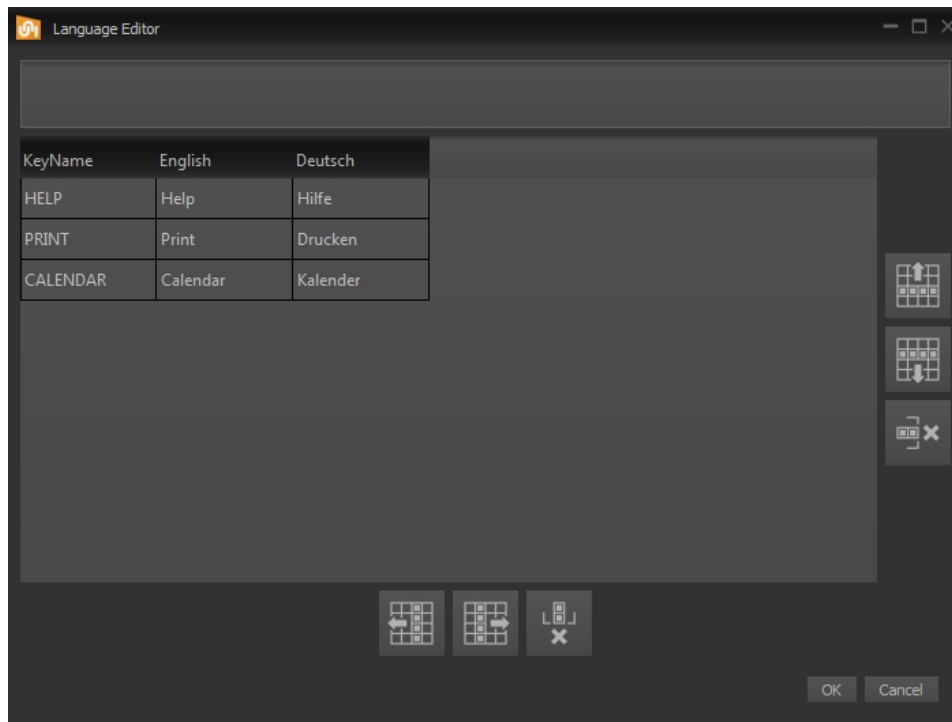 Language Editor
KeyName English Deutsch
HELP Help Hilfe
PRINT Print Drucken
CALENDAR Calendar Kalender
OK Cancel